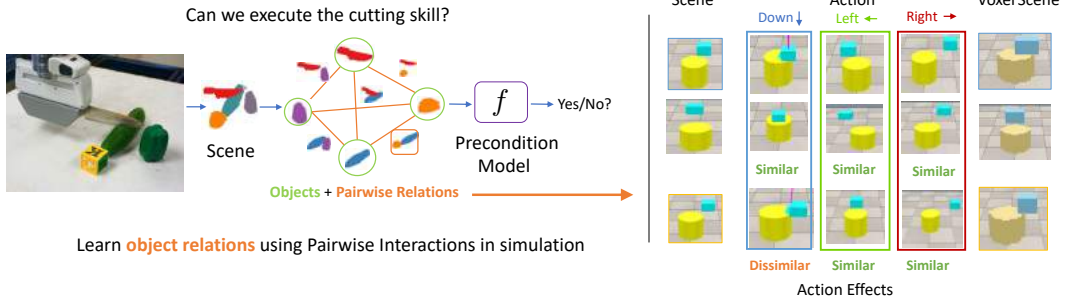 Can we execute the cutting skill?
Scene
f
Yes/No?
Precondition
Model
Objects + Pairwise Relations
Learn object relations using Pairwise Interactions in simulation
Scene
Action
VoxelScene
Down
Left
Right
Similar
Similar
Similar
Dissimilar
Similar
Similar
Action Effects